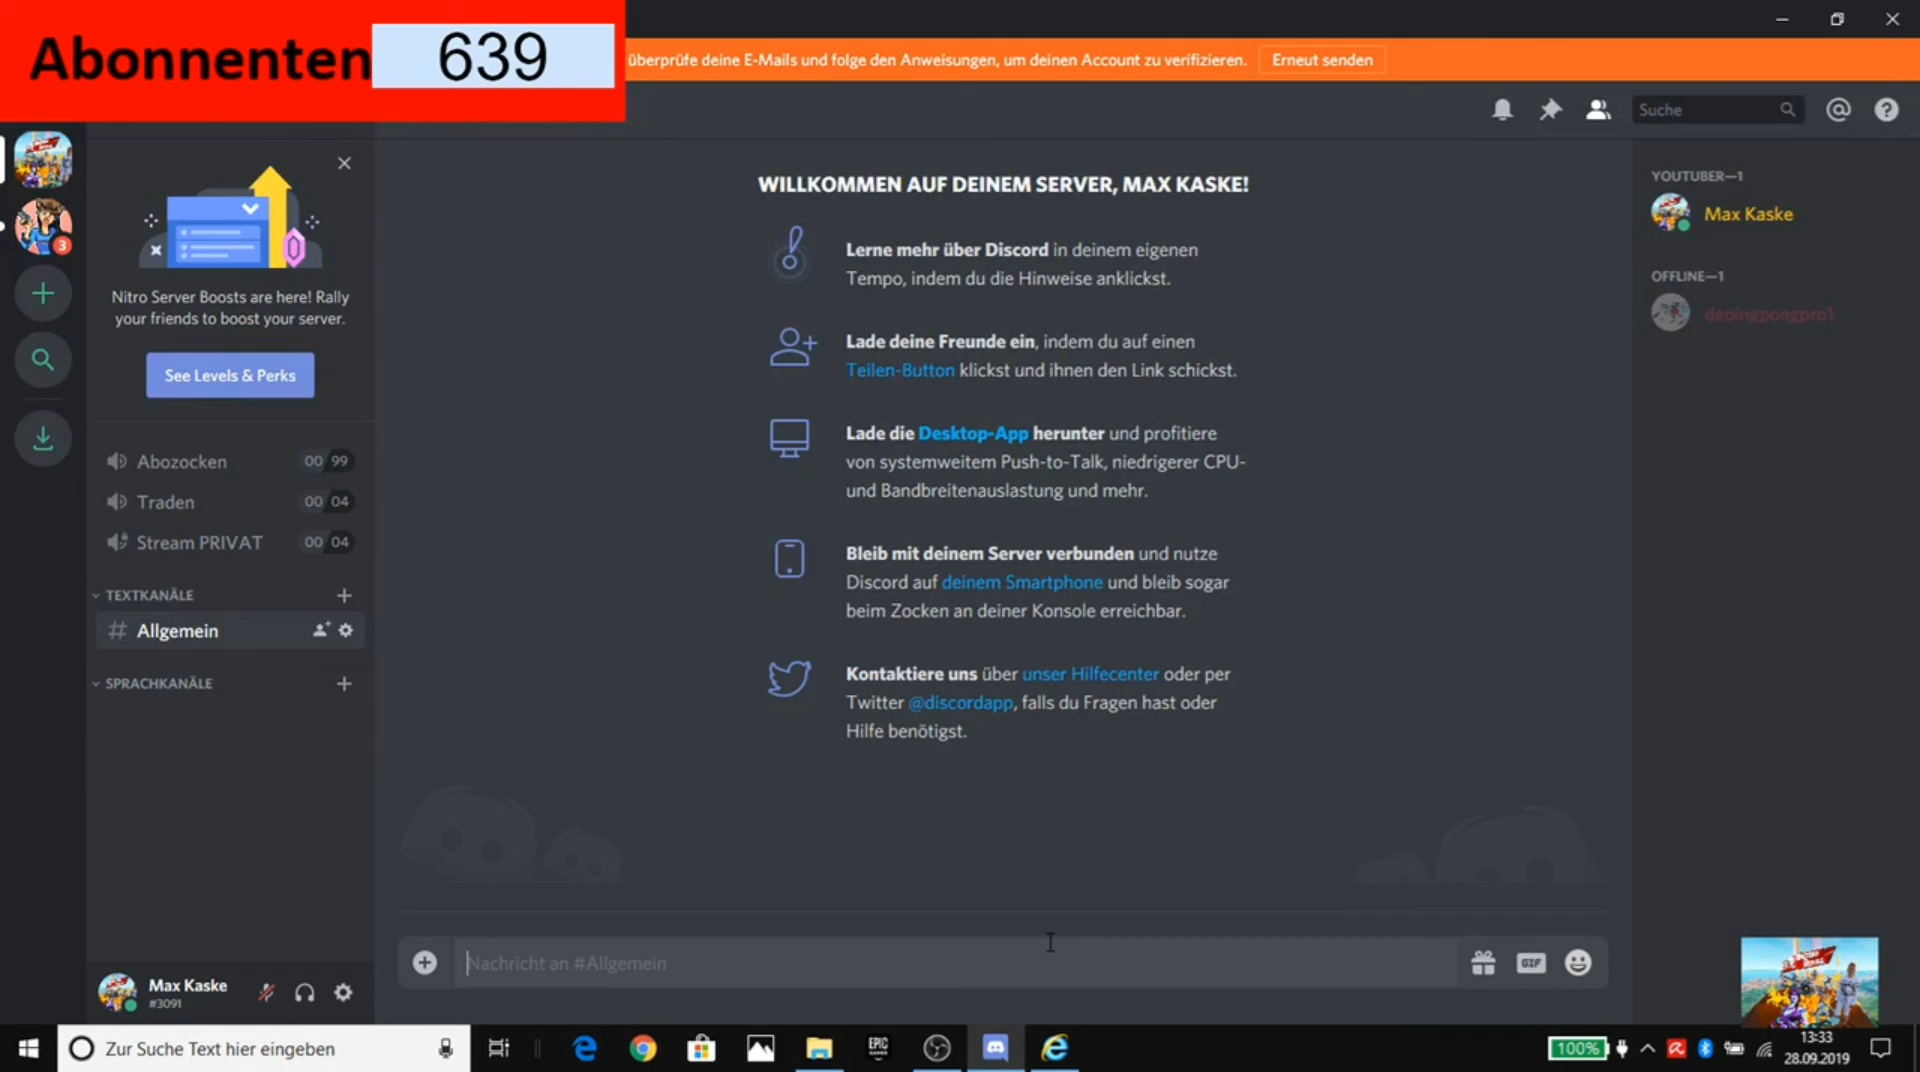 Abonnenten 639
überprüfe deine E-Mails und folge den Anweisungen, um deinen Account zu verifizieren. Erneut senden
Suche
3
Nitro Server Boosts are here! Rally
your friends to boost your server.
See Levels & Perks
Abozocken 00 99
Traden 00 04
Stream PRIVAT 00 04
TEXTKANÄLE
Allgemein
SPRACHKANÄLE
Max Kaske
#3091
WILLKOMMEN AUF DEINEM SERVER, MAX KASKE!
Lerne mehr über Discord in deinem eigenen
Tempo, indem du die Hinweise anklickst.
Lade deine Freunde ein, indem du auf einen
Teilen-Button klickst und ihnen den Link schickst.
Lade die Desktop-App herunter und profitiere
von systemweitem Push-to-Talk, niedrigerer CPU-
und Bandbreitenauslastung und mehr.
Bleib mit deinem Server verbunden und nutze
Discord auf deinem Smartphone und bleib sogar
beim Zocken an deiner Konsole erreichbar.
Kontaktiere uns über unser Hilfecenter oder per
Twitter @discordapp, falls du Fragen hast oder
Hilfe benötigst.
Nachricht an #Allgemein
GIF
YOUTUBER—1
Max Kaske
OFFLINE—1
depingpongpro1
Zur Suche Text hier eingeben
EPIC
GAMES
100%
13:33
28.09.2019